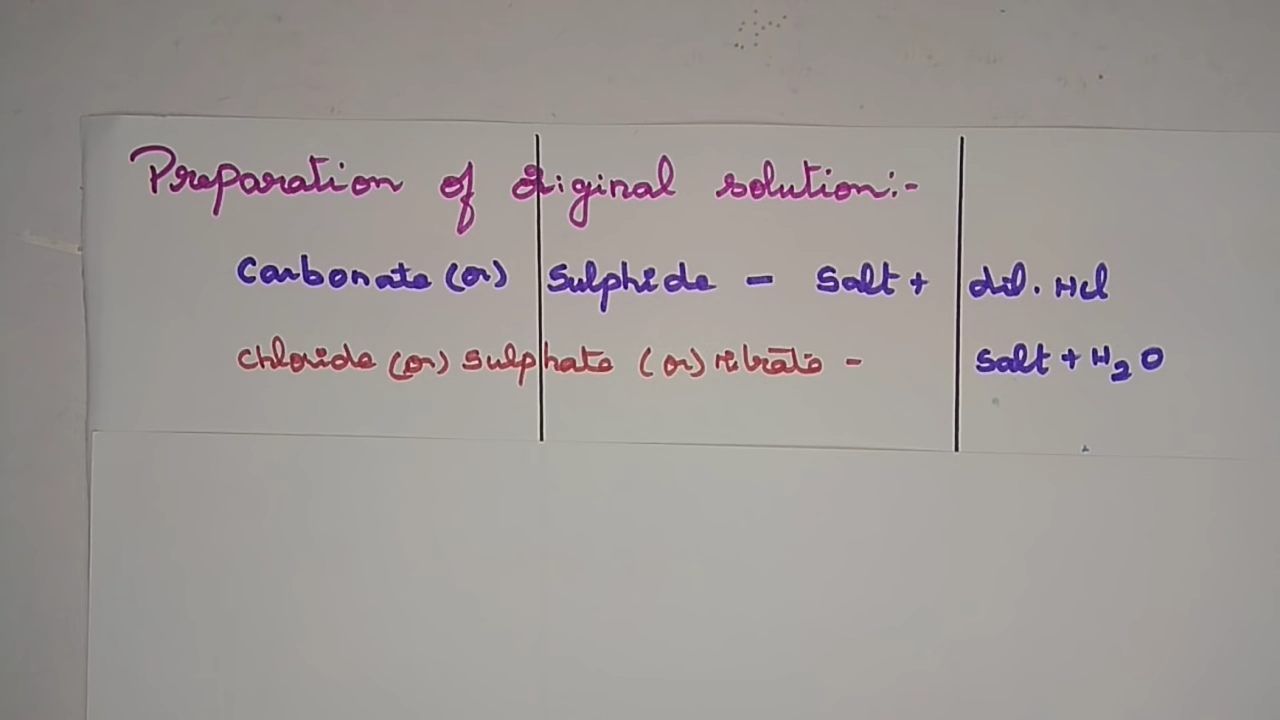 Preparation of original solution:-
Carbonate (or) Sulphide - Salt + dil. Hcl
Chloride (or) Sulphate (or) nitrate - Salt + H₂O